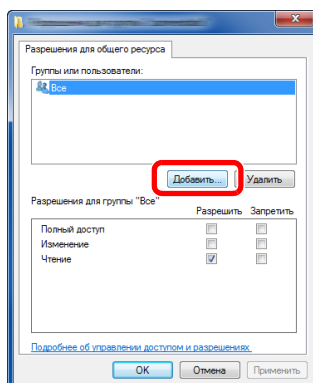 Разрешения для общего ресурса
Группы или пользователи:
Все
Добавить... Удалить
Разрешения для группы "Все"
Разрешить Запретить
Полный доступ
Изменение
Чтение
Подробнее об управлении доступом и разрешениях
OK Отмена Применить